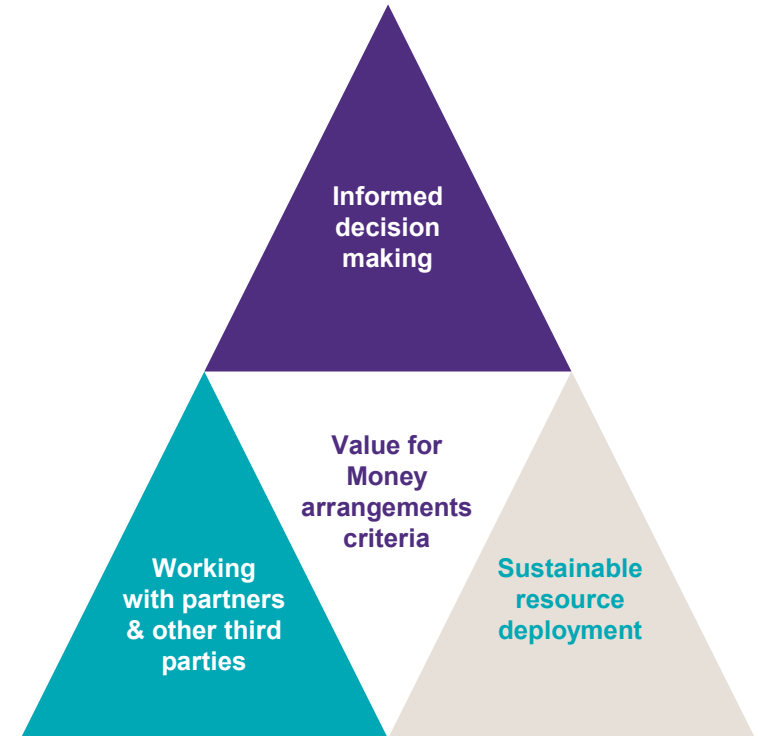 Informed
decision
making
Value for
Money
arrangements
criteria
Working
with partners
& other third
parties
Sustainable
resource
deployment